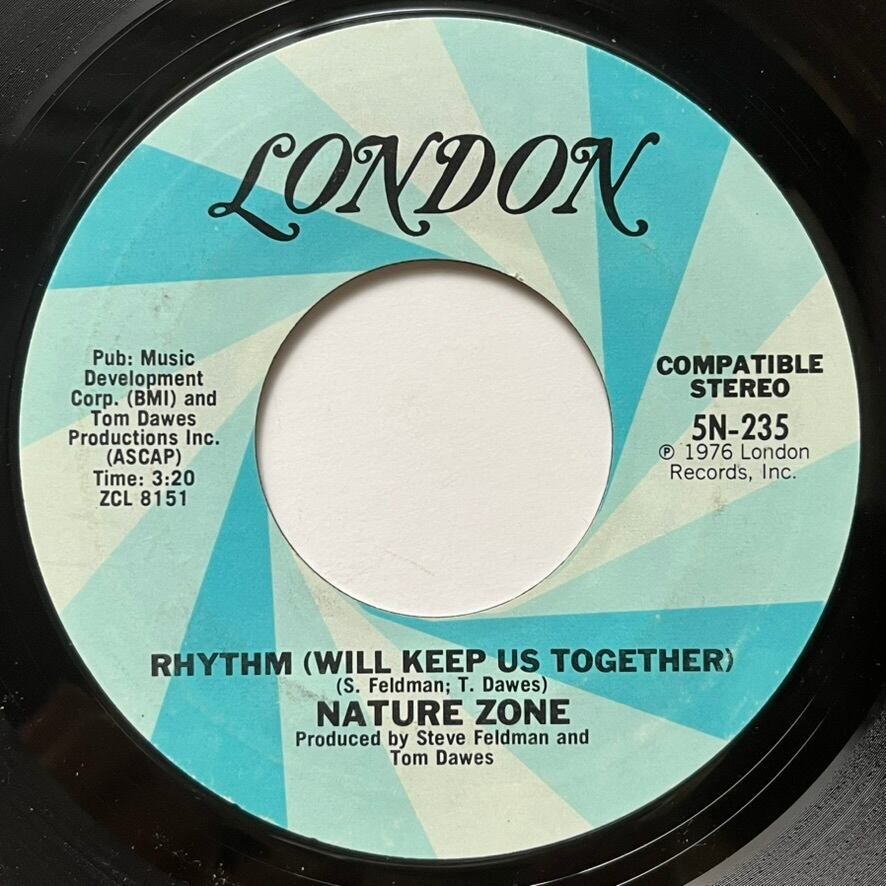 LONDON
Pub: Music
Development
Corp. (BMI) and
Tom Dawes
Productions Inc.
(ASCAP)
Time: 3:20
ZCL 8151
COMPATIBLE
STEREO
5N-235
℗ 1976 London
Records, Inc.
RHYTHM (WILL KEEP US TOGETHER)
(S. Feldman; T. Dawes)
NATURE ZONE
Produced by Steve Feldman and
Tom Dawes